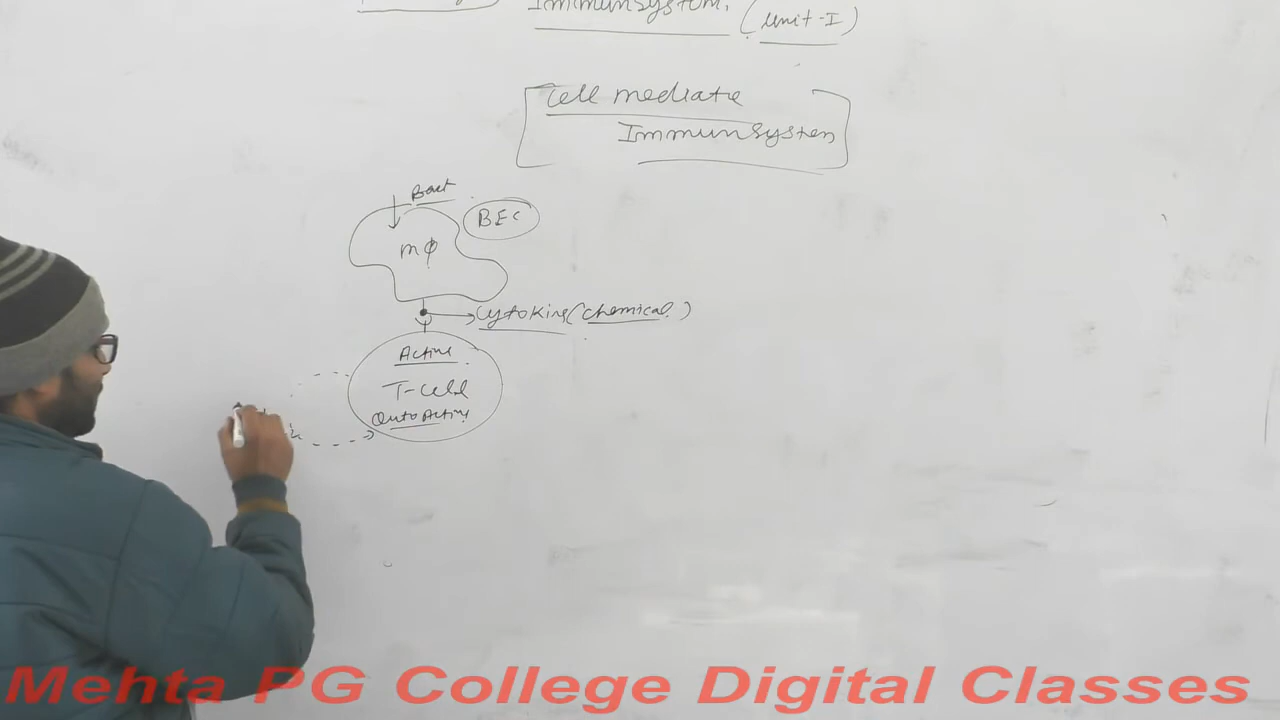 Immunsystem. (Unit-I)
Cell mediate
Immunsystem
Bact
BEC
mϕ
Cytokine (chemical)
Active
T-Cell
Auto Active
Mehta PG College Digital Classes